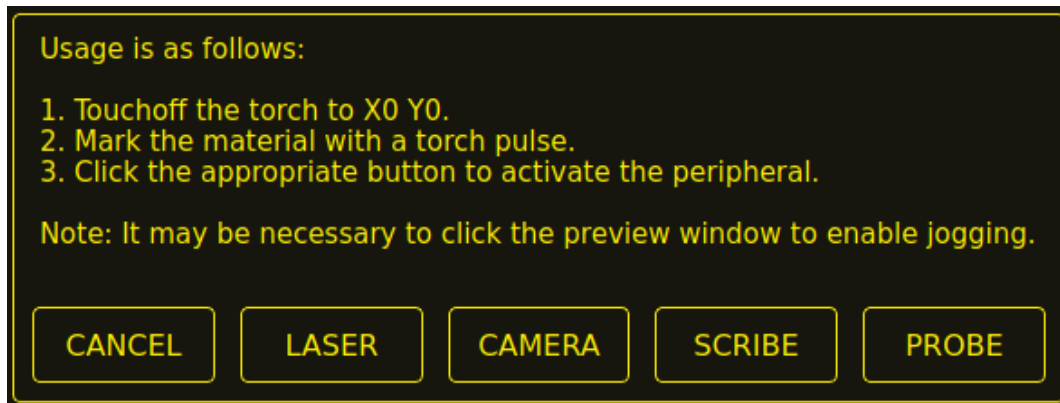 Usage is as follows:
1. Touchoff the torch to X0 Y0.
2. Mark the material with a torch pulse.
3. Click the appropriate button to activate the peripheral.
Note: It may be necessary to click the preview window to enable jogging.
CANCEL LASER CAMERA SCRIBE PROBE